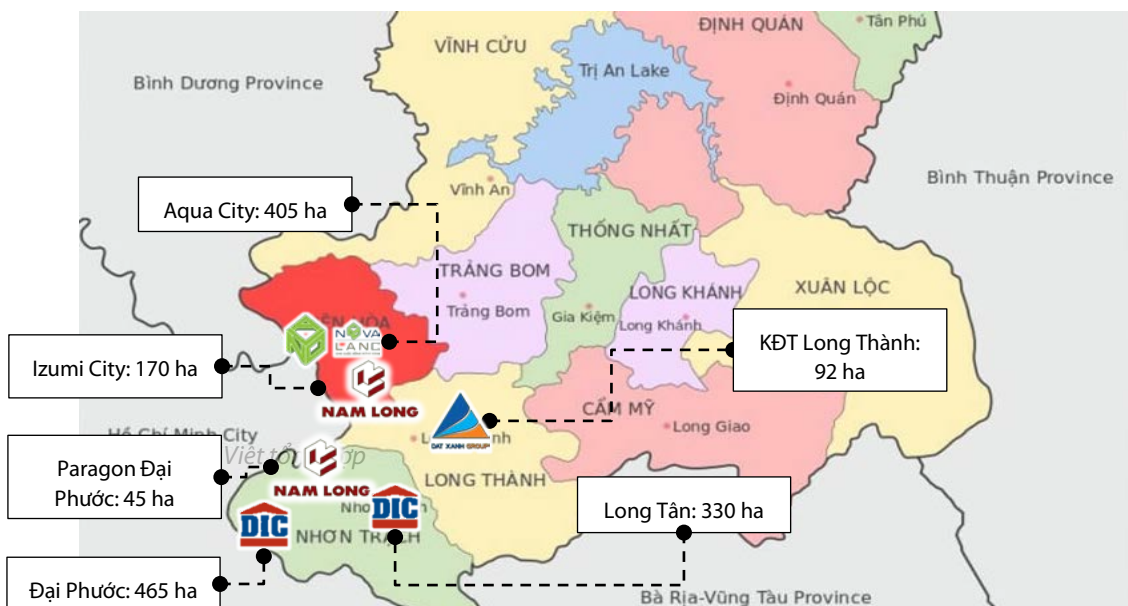 ĐỊNH QUÁN
Tân Phú
VĨNH CỬU
Trị An Lake
Bình Dương Province
Định Quán
Bình Thuận Province
Vĩnh An
Aqua City: 405 ha
THỐNG NHẤT
TRẢNG BOM
Trảng Bom
LONG KHÁNH
Long Khánh
XUÂN LỘC
Gia Kiệm
HÒA
NOVA
LAND
KĐT Long Thành:
92 ha
Izumi City: 170 ha
NAM LONG
CẨM MỸ
DAT XANH GROUP
Long Giao
Hồ Chí Minh City
Paragon Đại
Phước: 45 ha
NAM LONG
LONG THÀNH
Long Tân: 330 ha
DIC
DIC
NHƠN TRẠCH
Đại Phước: 465 ha
Bà Rịa-Vũng Tàu Province